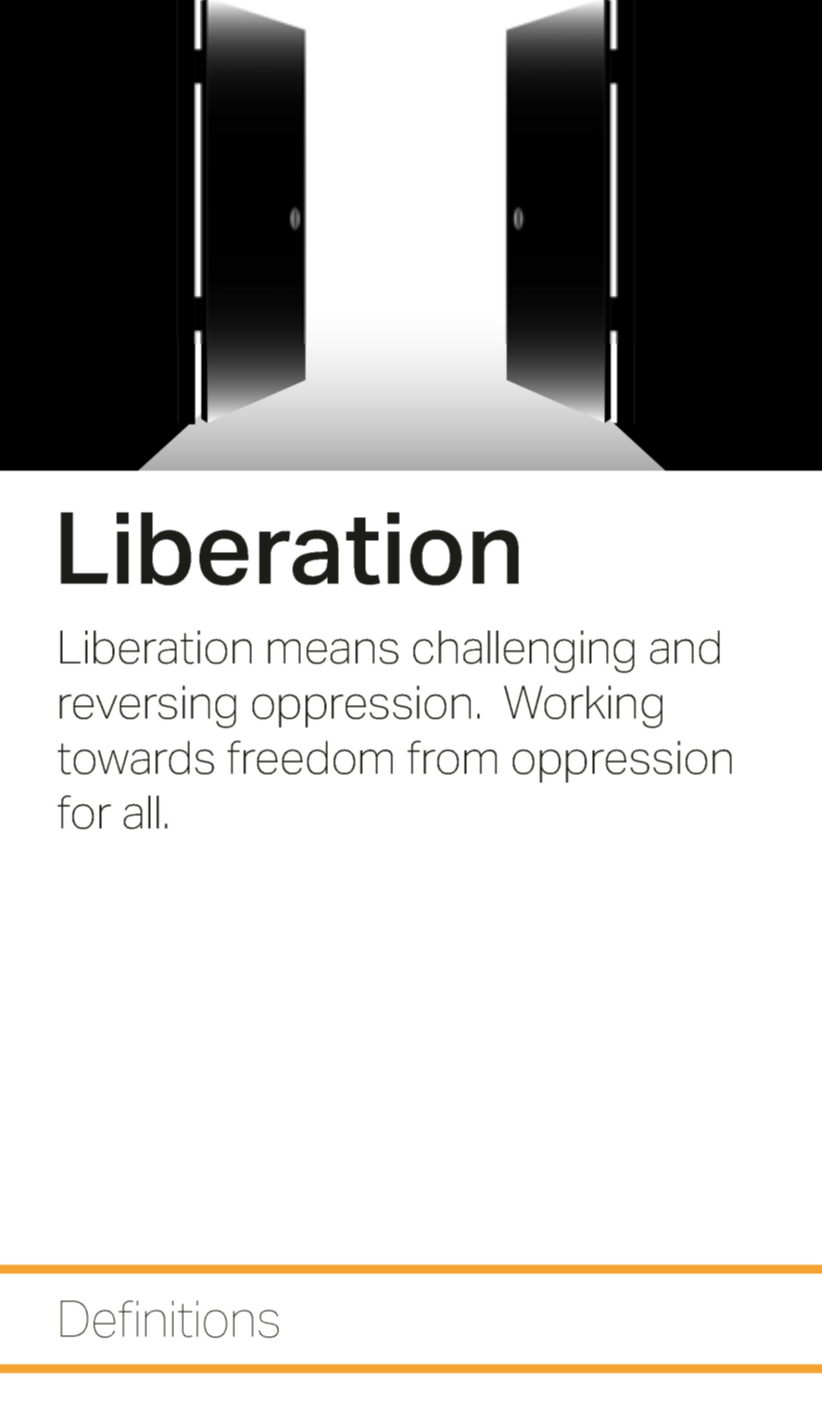 Liberation
Liberation means challenging and
reversing oppression.  Working
towards freedom from oppression
for all.
Definitions